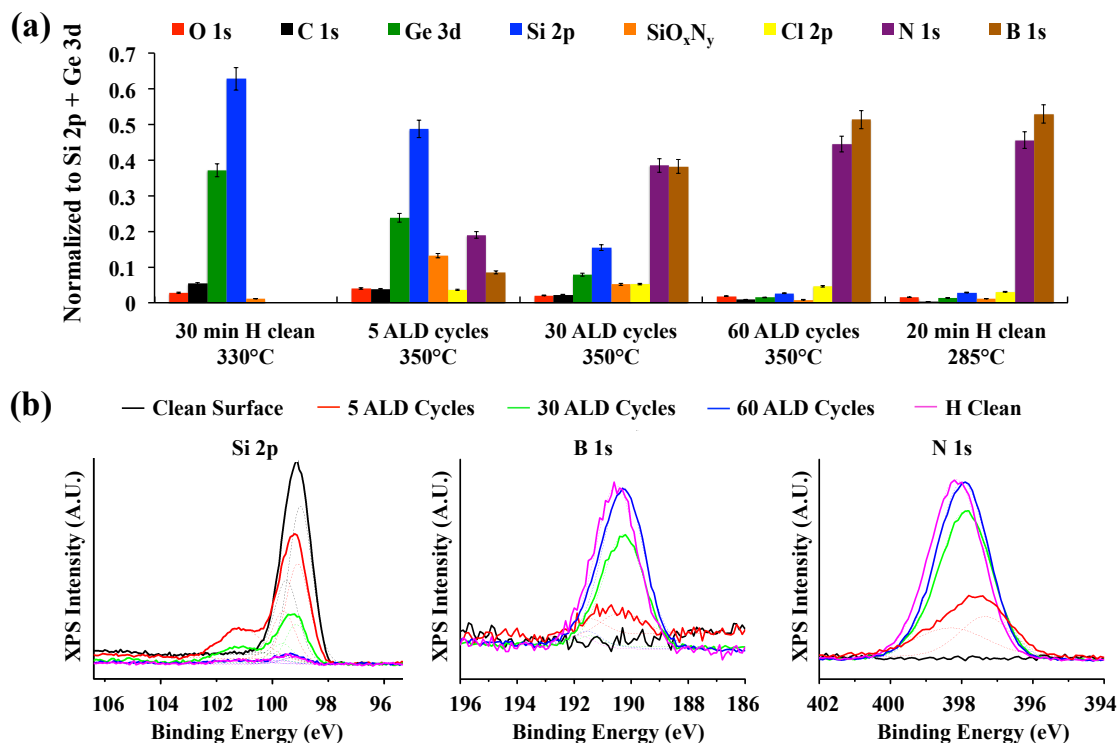 (a)
O 1s C 1s Ge 3d Si 2p SiOxNy Cl 2p N 1s B 1s
Normalized to Si 2p + Ge 3d
0.7
0.6
0.5
0.4
0.3
0.2
0.1
0
30 min H clean 5 ALD cycles 30 ALD cycles 60 ALD cycles 20 min H clean
330°C 350°C 350°C 350°C 285°C
(b)
Clean Surface 5 ALD Cycles 30 ALD Cycles 60 ALD Cycles H Clean
Si 2p
XPS Intensity (A.U.)
106 104 102 100 98 96
Binding Energy (eV)
B 1s
XPS Intensity (A.U.)
196 194 192 190 188 186
Binding Energy (eV)
N 1s
XPS Intensity (A.U.)
402 400 398 396 394
Binding Energy (eV)